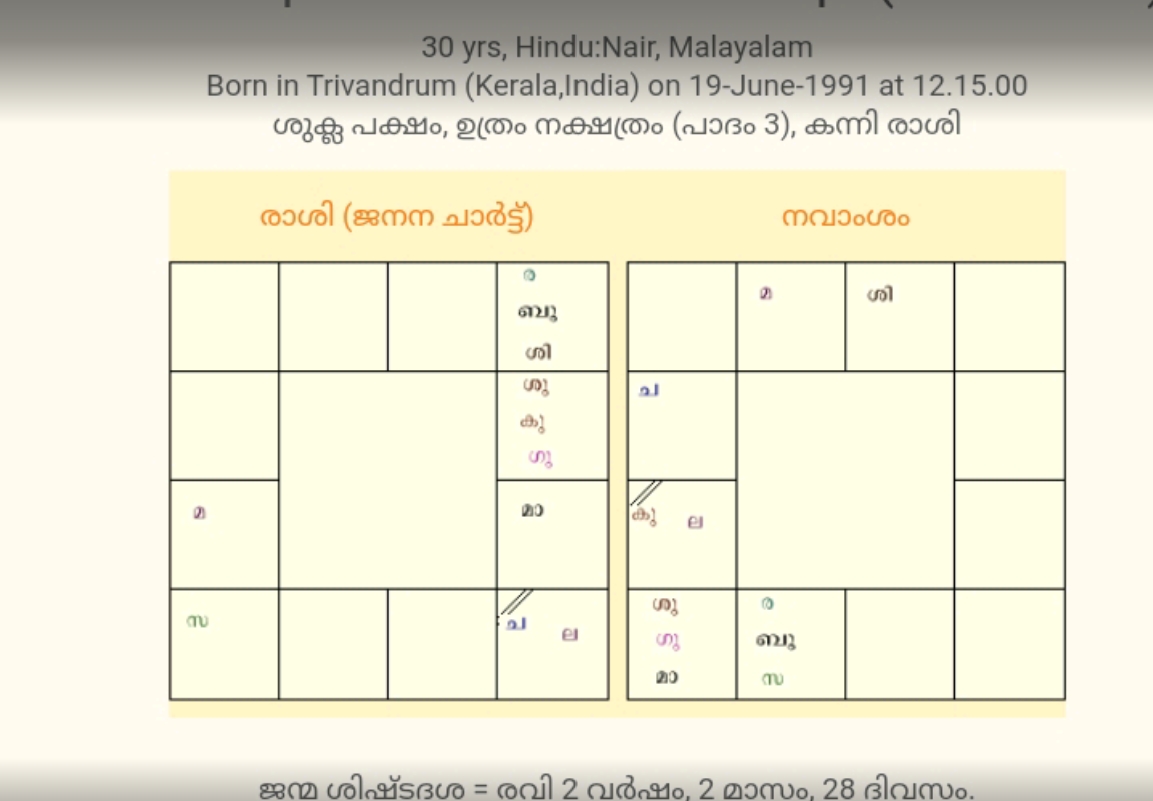 30 yrs, Hindu:Nair, Malayalam
Born in Trivandrum (Kerala,India) on 19-June-1991 at 12.15.00
ശുക്ല പക്ഷം, ഉത്രം നക്ഷത്രം (പാദം 3), കന്നി രാശി
രാശി (ജനന ചാർട്ട്)
ര
ബു
ശി
ശു
കു
ഗു
മ
മാ
സ
ച ല
നവാംശം
മ ശി
ച
കു ല
ശു
ഗു
മാ
ര
ബു
സ
ജന്മ ശിഷ്ടദശ = രവി 2 വർഷം, 2 മാസം, 28 ദിവസം.